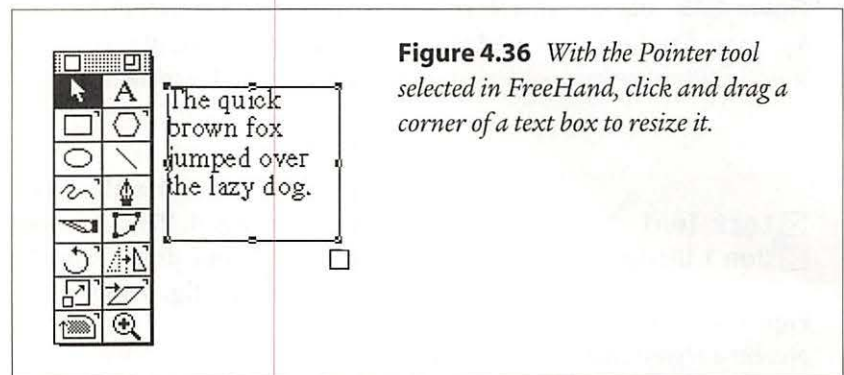 Figure 4.36 With the Pointer tool
selected in FreeHand, click and drag a
corner of a text box to resize it.
A
The quick
brown fox
jumped over
the lazy dog.